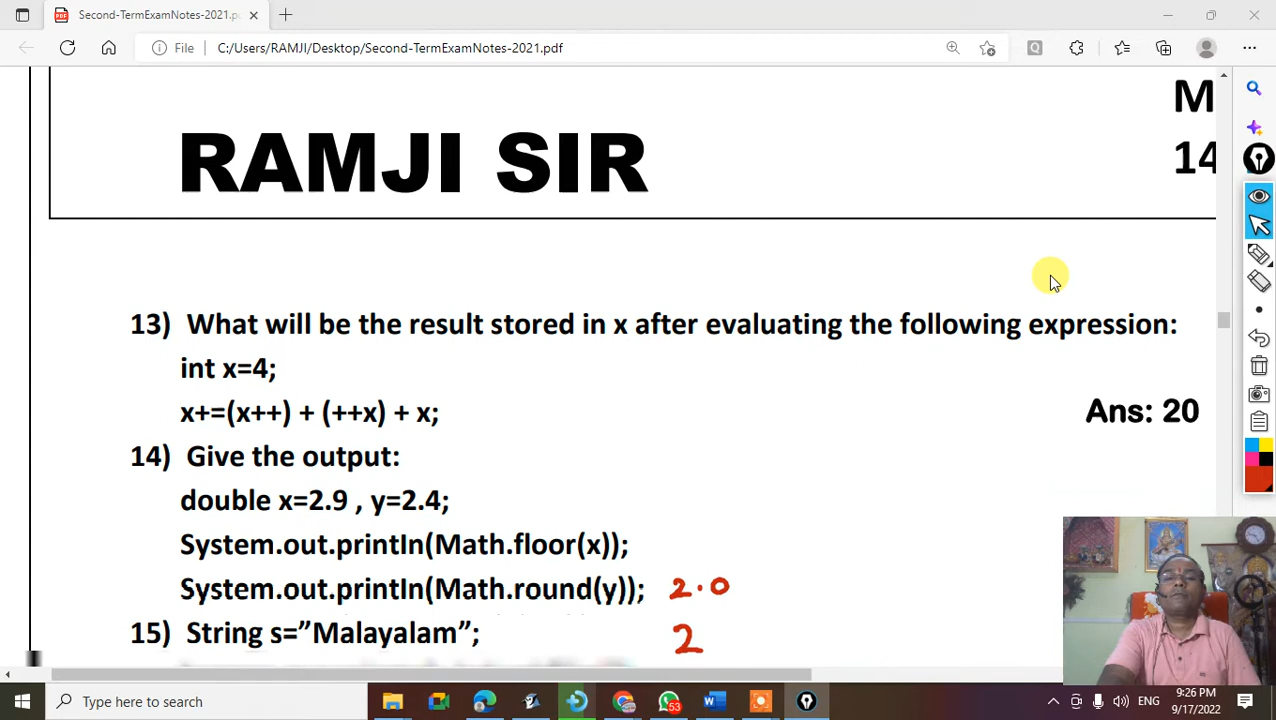 Second-TermExamNotes-2021.p
File C:/Users/RAMJI/Desktop/Second-TermExamNotes-2021.pdf
M
RAMJI SIR
14
13) What will be the result stored in x after evaluating the following expression:
int x=4;
x+=(x++) + (++x) + x; Ans: 20
14) Give the output:
double x=2.9 , y=2.4;
System.out.println(Math.floor(x));
System.out.println(Math.round(y)); 2.0
15) String s=”Malayalam”; 2
Type here to search
53
ENG
9:26 PM
9/17/2022